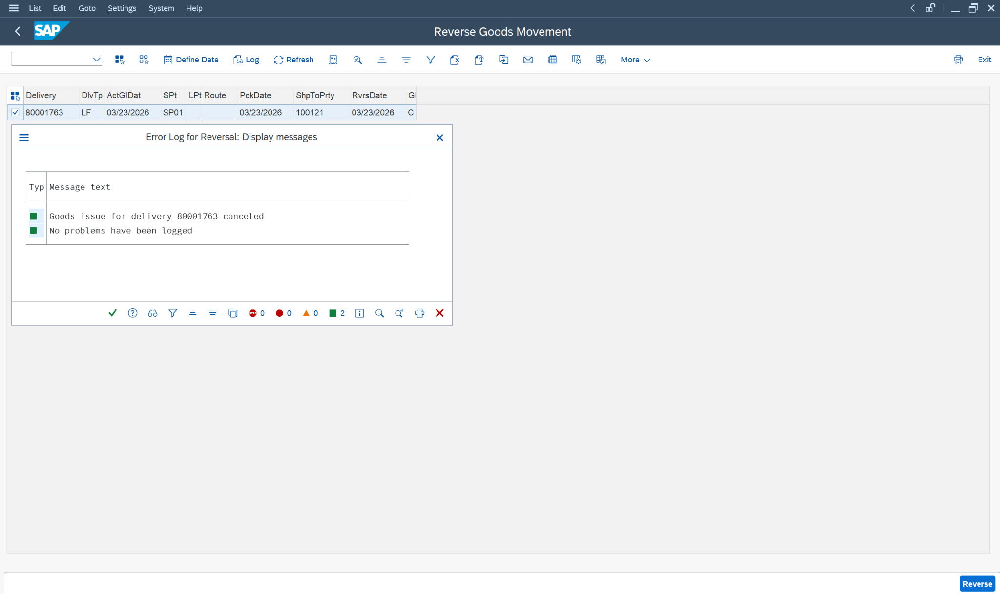 List Edit Goto Settings System Help
SAP Reverse Goods Movement
Define Date Log Refresh More Exit
Delivery DlvTp ActGIDat SPt LPt Route PckDate ShpToPrty RvrsDate GI
80001763 LF 03/23/2026 SP01 03/23/2026 100121 03/23/2026 C
Error Log for Reversal: Display messages
Typ Message text
Goods issue for delivery 80001763 canceled
No problems have been logged
STOP 0 0 0 2
Reverse